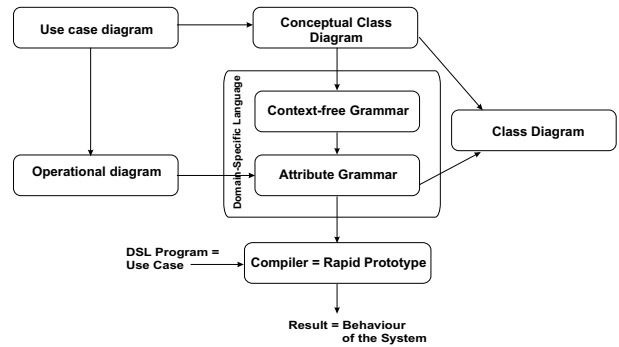 Use case diagram
Conceptual Class
Diagram
Domain-Specific Language
Context-free Grammar
Class Diagram
Operational diagram
Attribute Grammar
DSL Program =
Use Case
Compiler = Rapid Prototype
Result = Behaviour
of the System